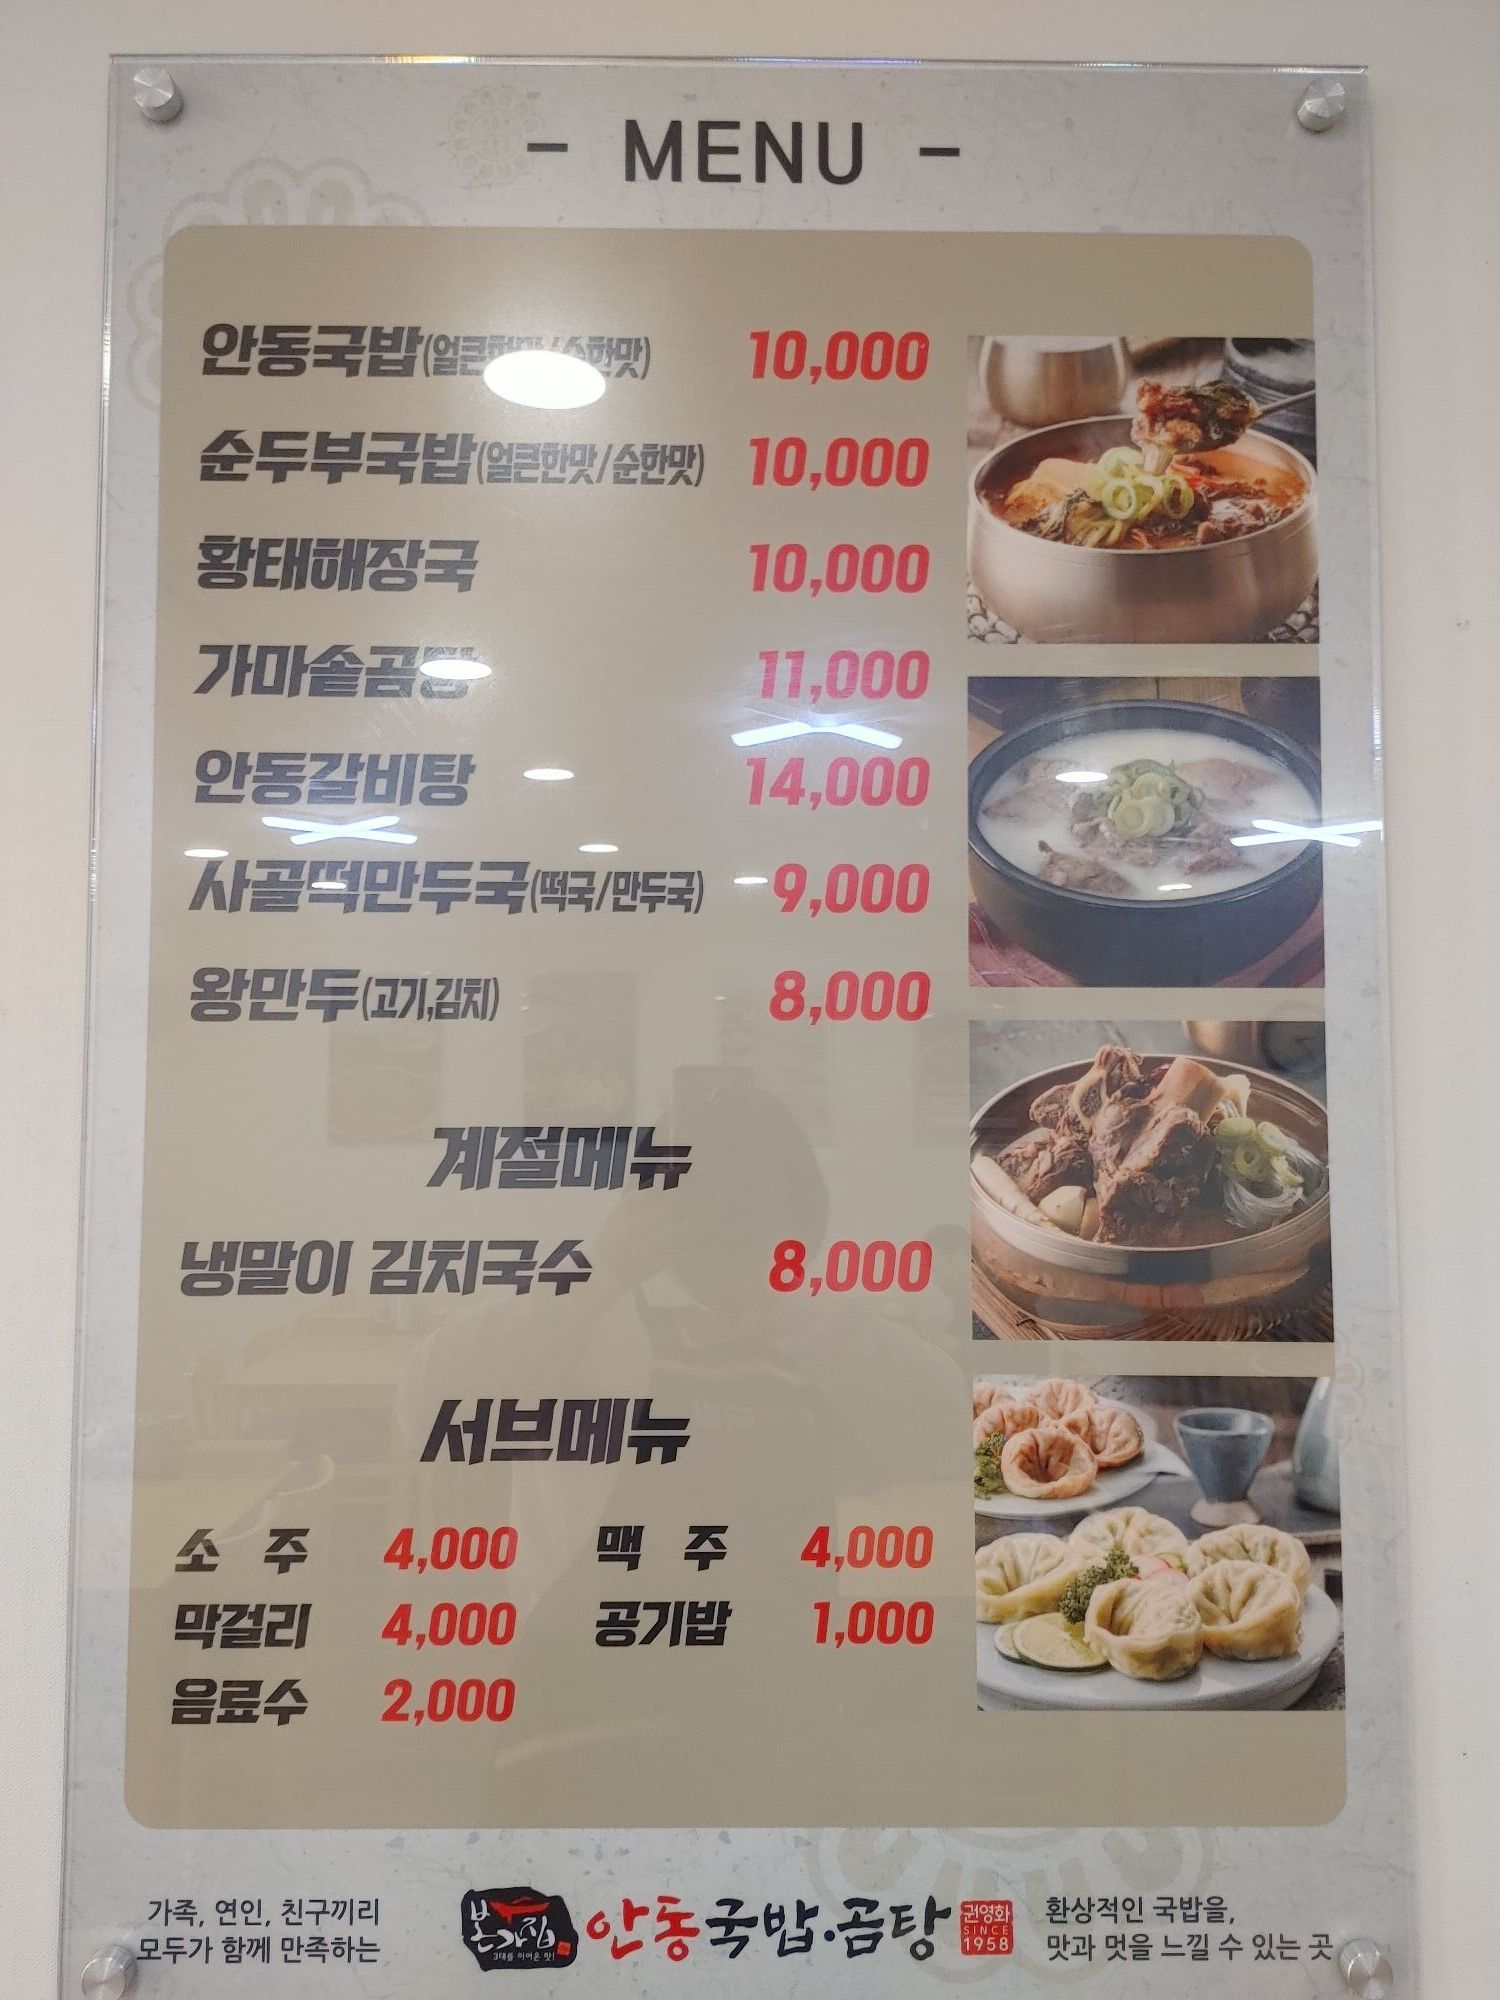 - MENU -
안동국밥(얼큰한맛/순한맛) 10,000
순두부국밥(얼큰한맛/순한맛) 10,000
황태해장국 10,000
가마솥곰탕 11,000
안동갈비탕 14,000
사골떡만두국(떡국/만두국) 9,000
왕만두(고기,김치) 8,000
계절메뉴
냉말이 김치국수 8,000
서브메뉴
소 주 4,000 맥 주 4,000
막걸리 4,000 공기밥 1,000
음료수 2,000
가족, 연인, 친구끼리
모두가 함께 만족하는
본가집
3대를 이어온 맛!
안동국밥·곰탕
권영화
SINCE
1958
환상적인 국밥을,
맛과 멋을 느낄 수 있는 곳